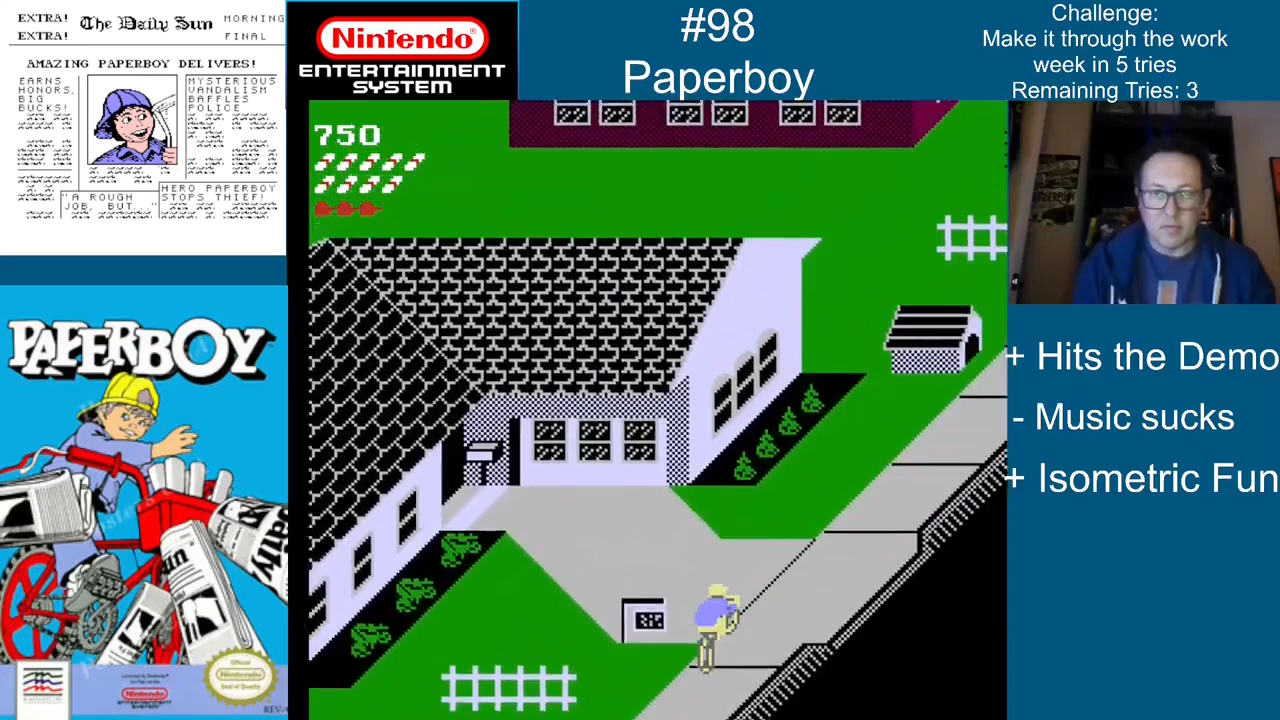 EXTRA! The Daily Sun MORNING
EXTRA! FINAL
AMAZING PAPERBOY DELIVERS!
EARNS
HONORS,
BIG
BUCKS!
MYSTERIOUS
VANDALISM
BAFFLES
POLICE
"A ROUGH
JOB, BUT..."
HERO PAPERBOY
STOPS THIEF!
Nintendo®
ENTERTAINMENT
SYSTEM
#98
Paperboy
Challenge:
Make it through the work
week in 5 tries
Remaining Tries: 3
750
PAPERBOY
Nintendo
+ Hits the Demo
- Music sucks
+ Isometric Fun